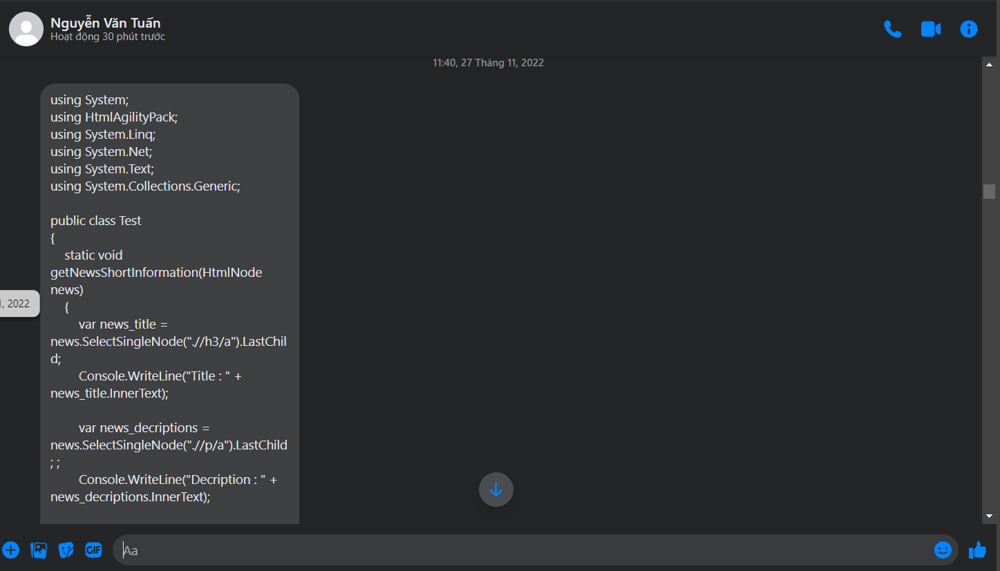 Nguyễn Văn Tuấn
Hoạt động 30 phút trước
11:40, 27 Tháng 11, 2022
using System;
using HtmlAgilityPack;
using System.Linq;
using System.Net;
using System.Text;
using System.Collections.Generic;
public class Test
{
static void
getNewsShortInformation(HtmlNode
news)
{
, 2022
var news_title =
news.SelectSingleNode(".//h3/a").LastChil
d;
Console.WriteLine("Title : " +
news_title.InnerText);
var news_decriptions =
news.SelectSingleNode(".//p/a").LastChild
; ;
Console.WriteLine("Decription : " +
news_decriptions.InnerText);
GIF
Aa